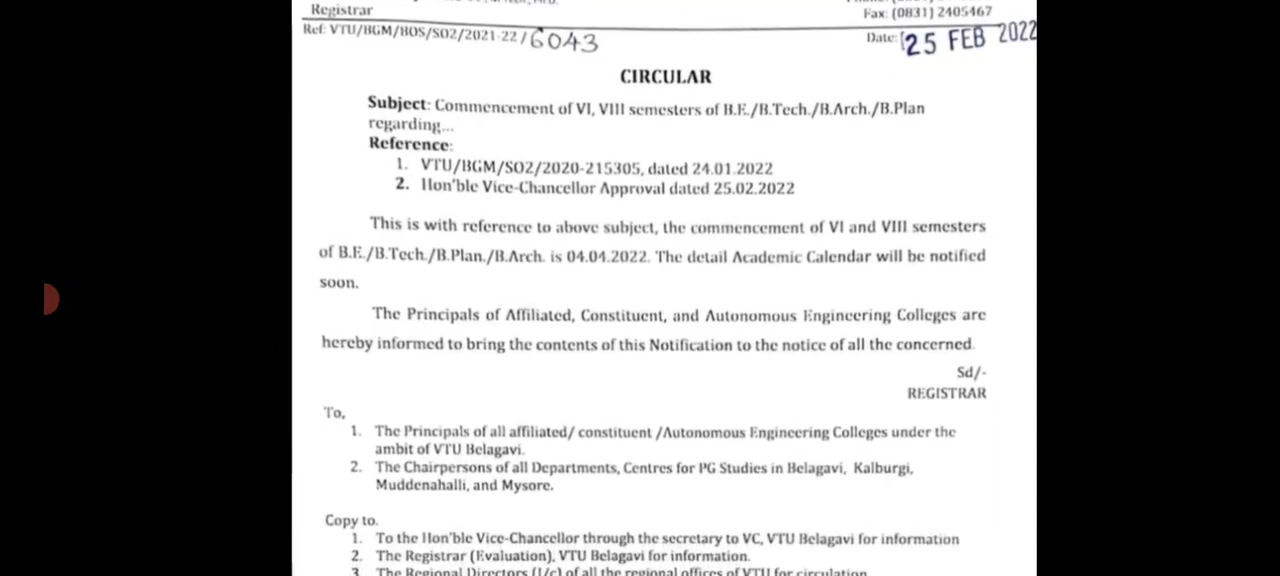 Registrar
Fax: (0831) 2405467
Ref: VTU/BGM/BOS/SO2/2021-22/6043
Date: 25 FEB 2022
CIRCULAR
Subject: Commencement of VI, VIII semesters of B.E./B.Tech./B.Arch./B.Plan
regarding...
Reference:
1. VTU/BGM/SO2/2020-215305, dated 24.01.2022
2. Hon'ble Vice-Chancellor Approval dated 25.02.2022
This is with reference to above subject, the commencement of VI and VIII semesters
of B.E./B.Tech./B.Plan./B.Arch. is 04.04.2022. The detail Academic Calendar will be notified
soon.
The Principals of Affiliated, Constituent, and Autonomous Engineering Colleges are
hereby informed to bring the contents of this Notification to the notice of all the concerned.
Sd/-
REGISTRAR
To,
1. The Principals of all affiliated/ constituent /Autonomous Engineering Colleges under the
ambit of VTU Belagavi.
2. The Chairpersons of all Departments, Centres for PG Studies in Belagavi, Kalburgi,
Muddenahalli, and Mysore.
Copy to.
1. To the Hon'ble Vice-Chancellor through the secretary to VC, VTU Belagavi for information
2. The Registrar (Evaluation), VTU Belagavi for information.
3. The Regional Directors (I/c) of all the regional offices of VTU for circulation